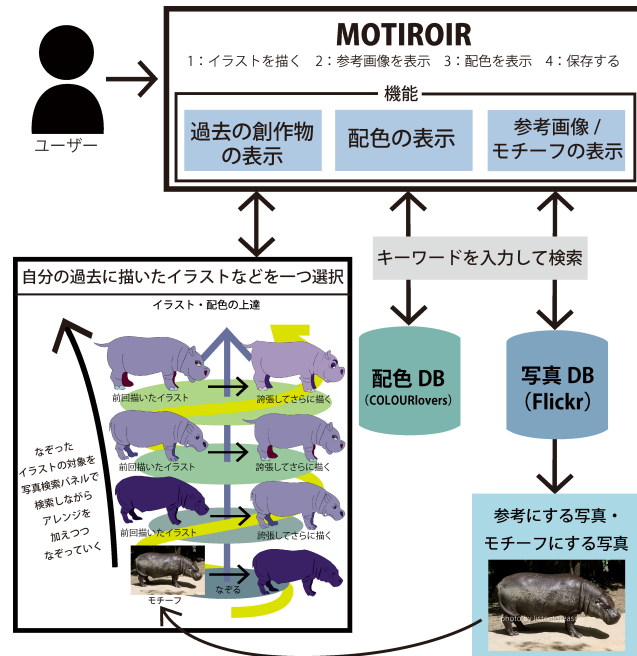 MOTIROIR
1：イラストを描く 2：参考画像を表示 3：配色を表示 4：保存する
機能
過去の創作物
の表示
配色の表示
参考画像 /
モチーフの表示
ユーザー
キーワードを入力して検索
自分の過去に描いたイラストなどを一つ選択
イラスト・配色の上達
前回描いたイラスト
誇張してさらに描く
前回描いたイラスト
誇張してさらに描く
前回描いたイラスト
誇張してさらに描く
モチーフ
なぞる
なぞった
イラストの対象を
写真検索パネルで
検索しながら
アレンジを
加えつつ
なぞっていく
配色 DB
(COLOURlovers)
写真 DB
（Flickr）
参考にする写真・
モチーフにする写真